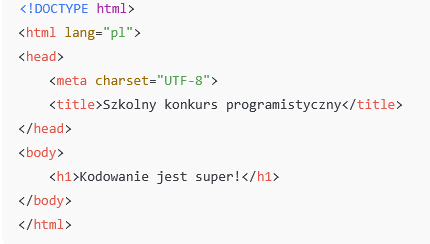 <!DOCTYPE html>
<html lang="pl">
<head>
    <meta charset="UTF-8">
    <title>Szkolny konkurs programistyczny</title>
</head>
<body>
    <h1>Kodowanie jest super!</h1>
</body>
</html>